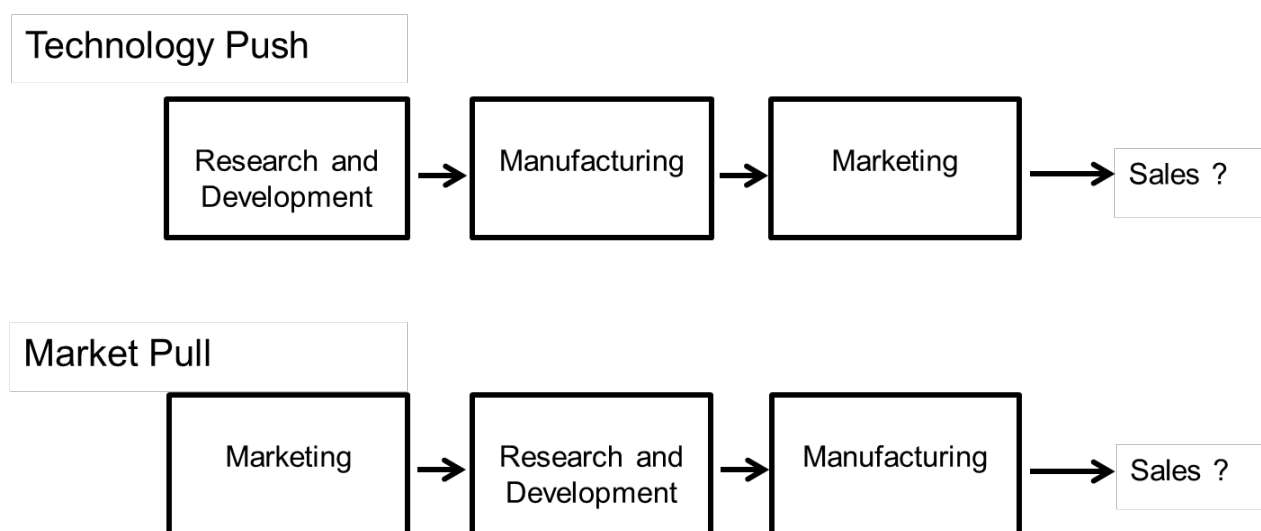 Technology Push
Research and
Development
Manufacturing
Marketing
Sales ?
Market Pull
Marketing
Research and
Development
Manufacturing
Sales ?